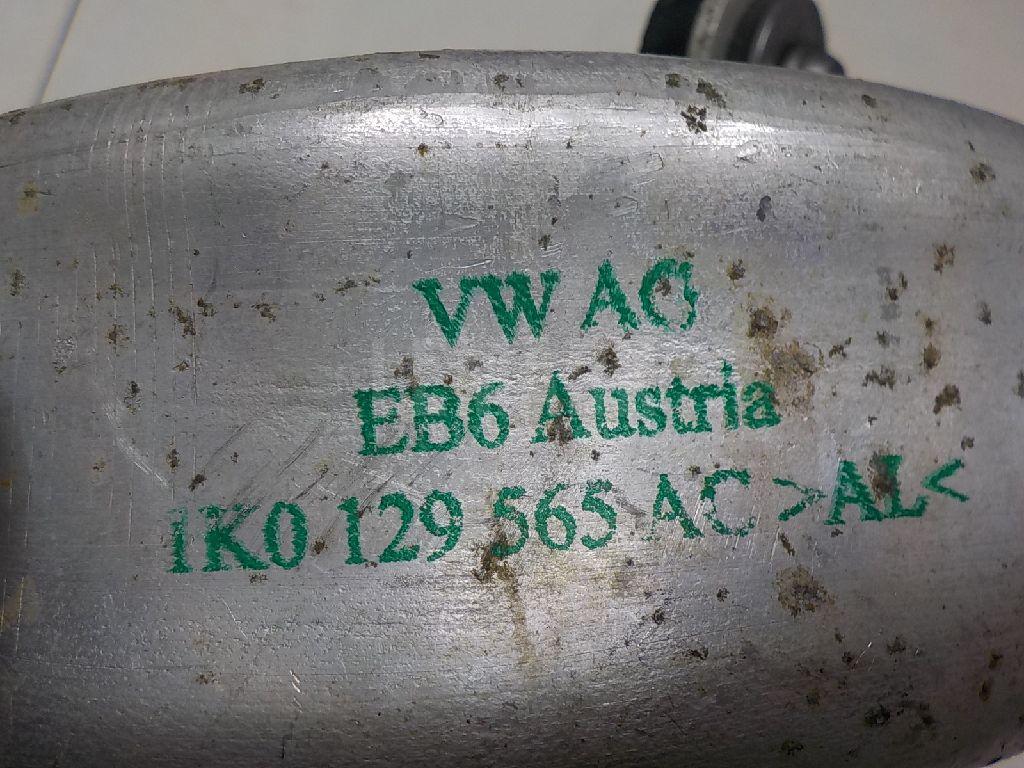 VW AG
EB6 Austria
1K0 129 565 AC >AL<